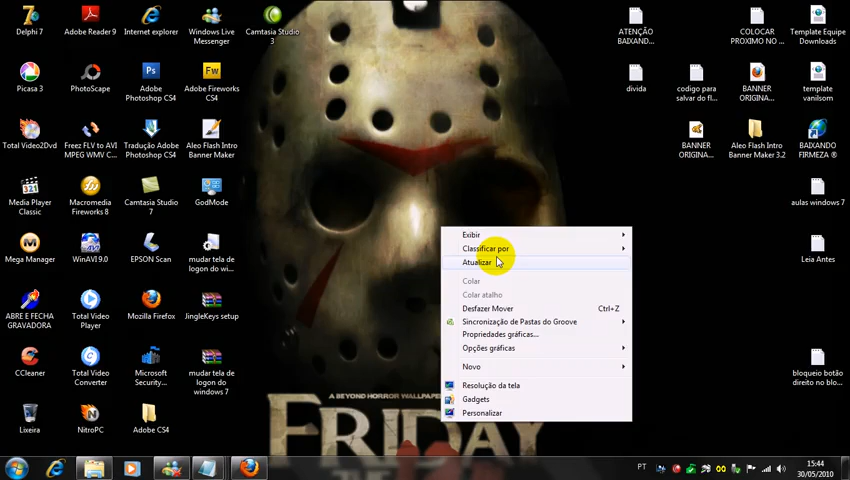 Delphi 7
Adobe Reader 9
Internet explorer
Windows Live
Messenger
Camtasia Studio
3
ATENÇÃO
BAIXAND...
COLOCAR
PROXIMO NO ...
Template Equipe
Downloads
Picasa 3
PhotoScape
Adobe
Photoshop CS4
Adobe Fireworks
CS4
divida
codigo para
salvar do fl...
BANNER
ORIGINA...
template
vanilsom
Total Video2Dvd
Freez FLV to AVI
MPEG WMV C...
Tradução Adobe
Photoshop CS4
Aleo Flash Intro
Banner Maker
BANNER
ORIGINA...
Aleo Flash Intro
Banner Maker 3.2
BAIXANDO
FIRMEZA ®
Media Player
Classic
Macromedia
Fireworks 8
Camtasia Studio
7
GodMode
aulas windows 7
Mega Manager
WinAVI9.0
EPSON Scan
mudar tela de
logon do wi...
Leia Antes
ABRE E FECHA
GRAVADORA
Total Video
Player
Mozilla Firefox
JingleKeys setup
CCleaner
Total Video
Converter
Microsoft
Security...
mudar tela de
logon do
windows 7
bloqueio botão
direito no blo...
Lixeira
NitroPC
Adobe CS4
Exibir
Classificar por
Atualizar
Colar
Colar atalho
Desfazer Mover Ctrl+Z
Sincronização de Pastas do Groove
Propriedades gráficas...
Opções gráficas
Novo
Resolução da tela
Gadgets
Personalizar
A BEYOND HORROR WALLPAPER
FRIDAY
PT
15:44
30/05/2010